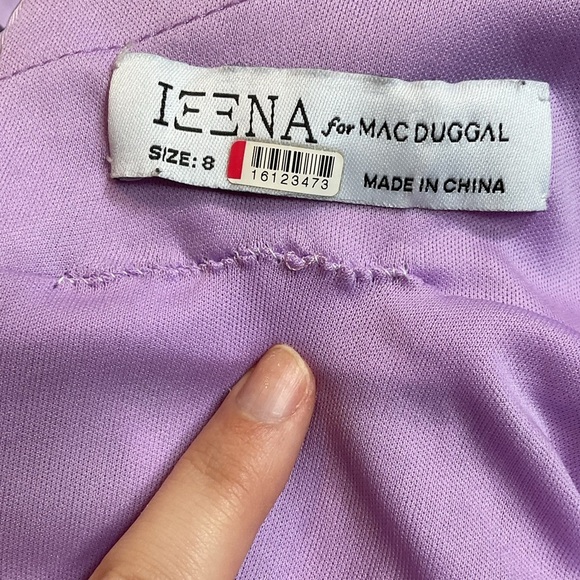 IEENA for MAC DUGGAL
SIZE: 8
16123473
MADE IN CHINA